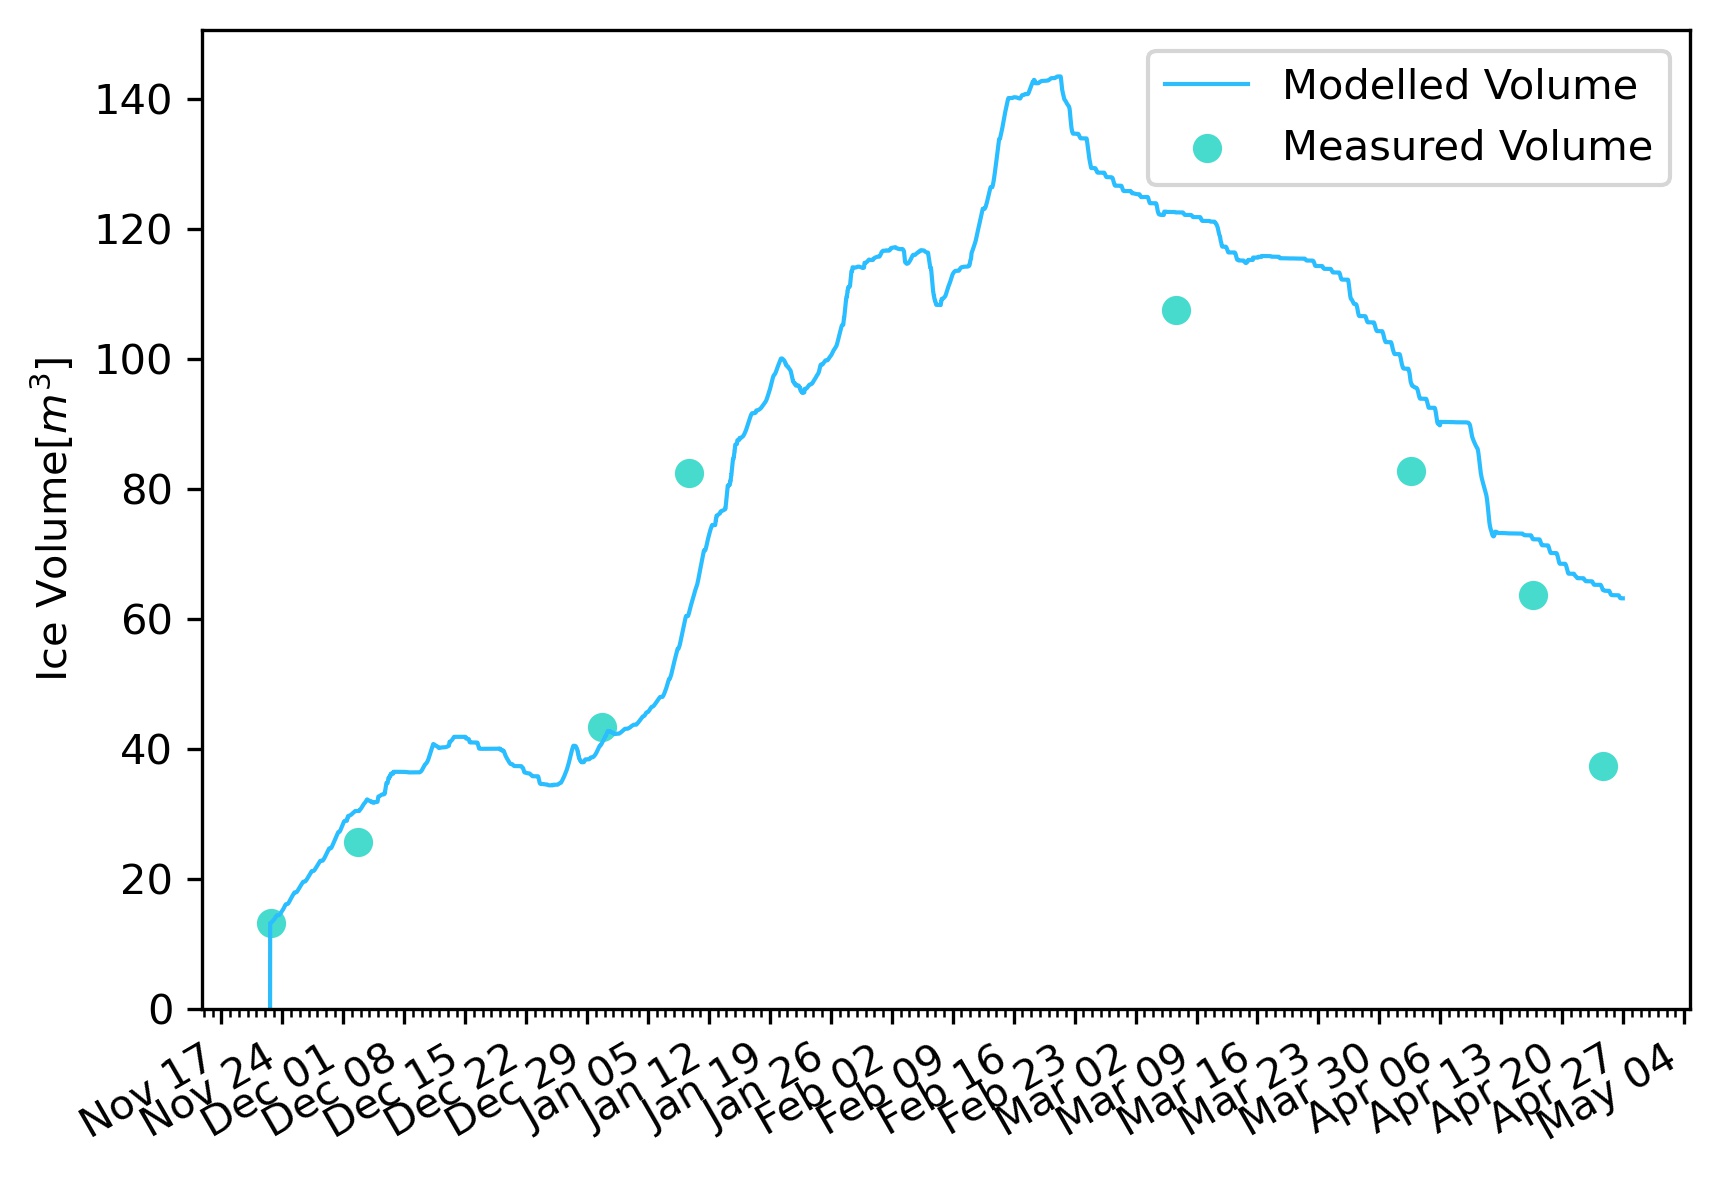 Modelled Volume
Measured Volume
Ice Volume[m³]
140
120
100
80
60
40
20
0
Nov 17
Nov 24
Dec 01
Dec 08
Dec 15
Dec 22
Dec 29
Jan 05
Jan 12
Jan 19
Jan 26
Feb 02
Feb 09
Feb 16
Feb 23
Mar 02
Mar 09
Mar 16
Mar 23
Mar 30
Apr 06
Apr 13
Apr 20
Apr 27
May 04